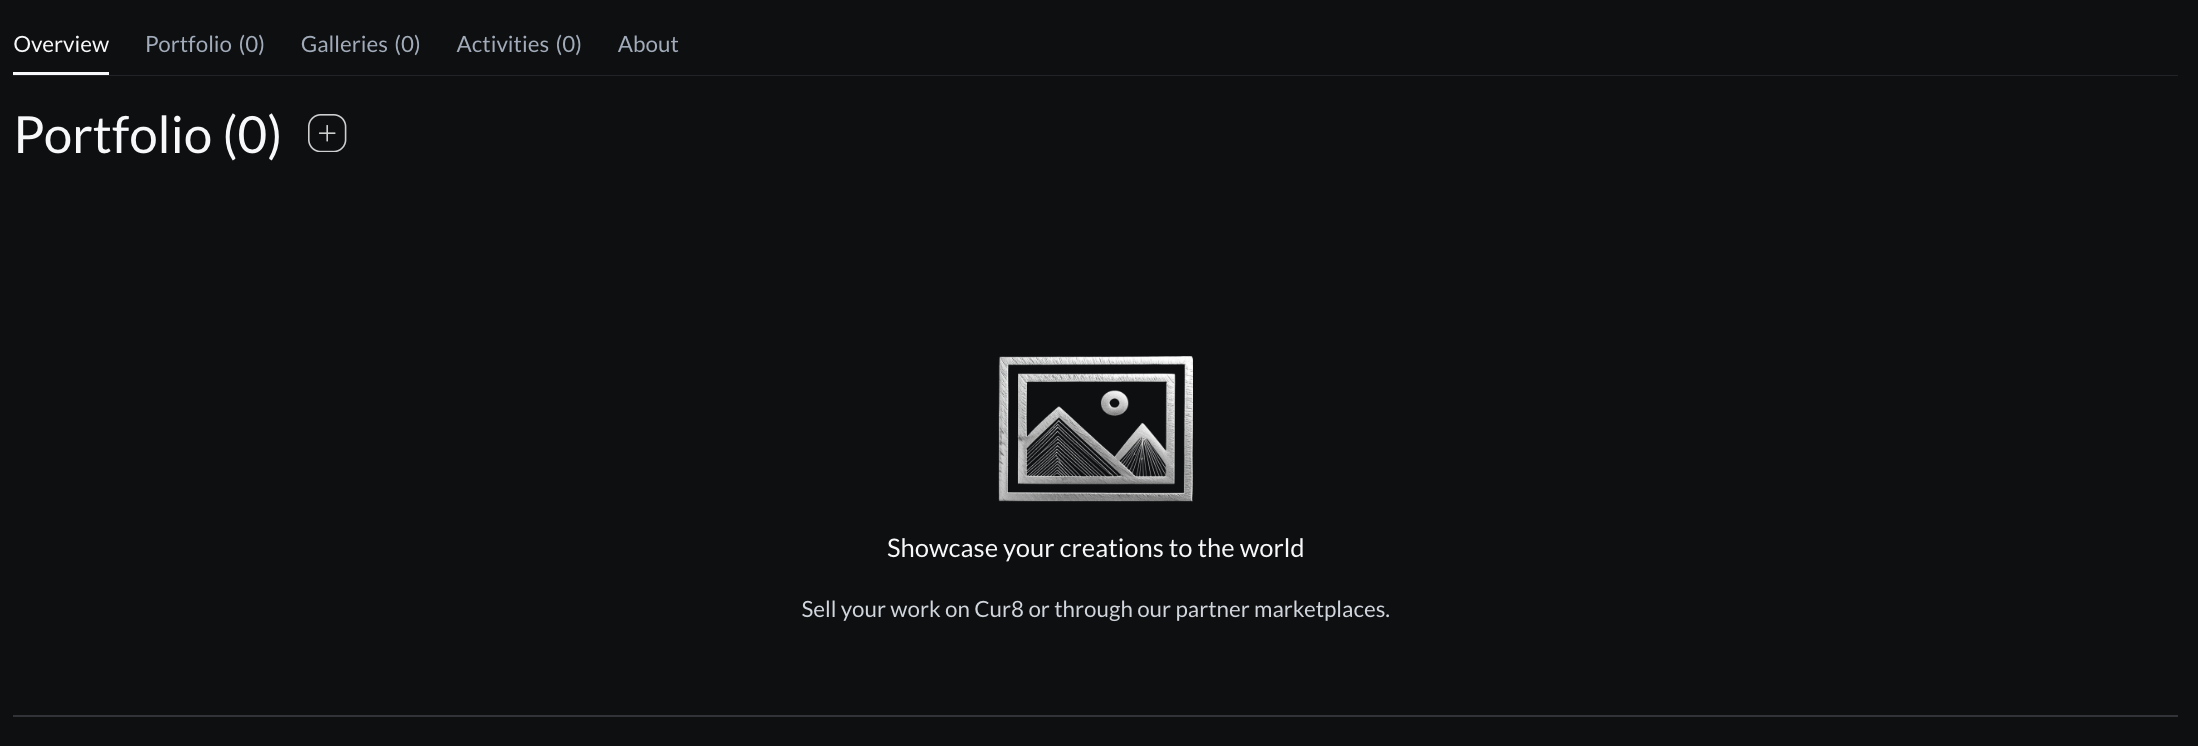 Overview Portfolio (0) Galleries (0) Activities (0) About
Portfolio (0)
Showcase your creations to the world
Sell your work on Cur8 or through our partner marketplaces.